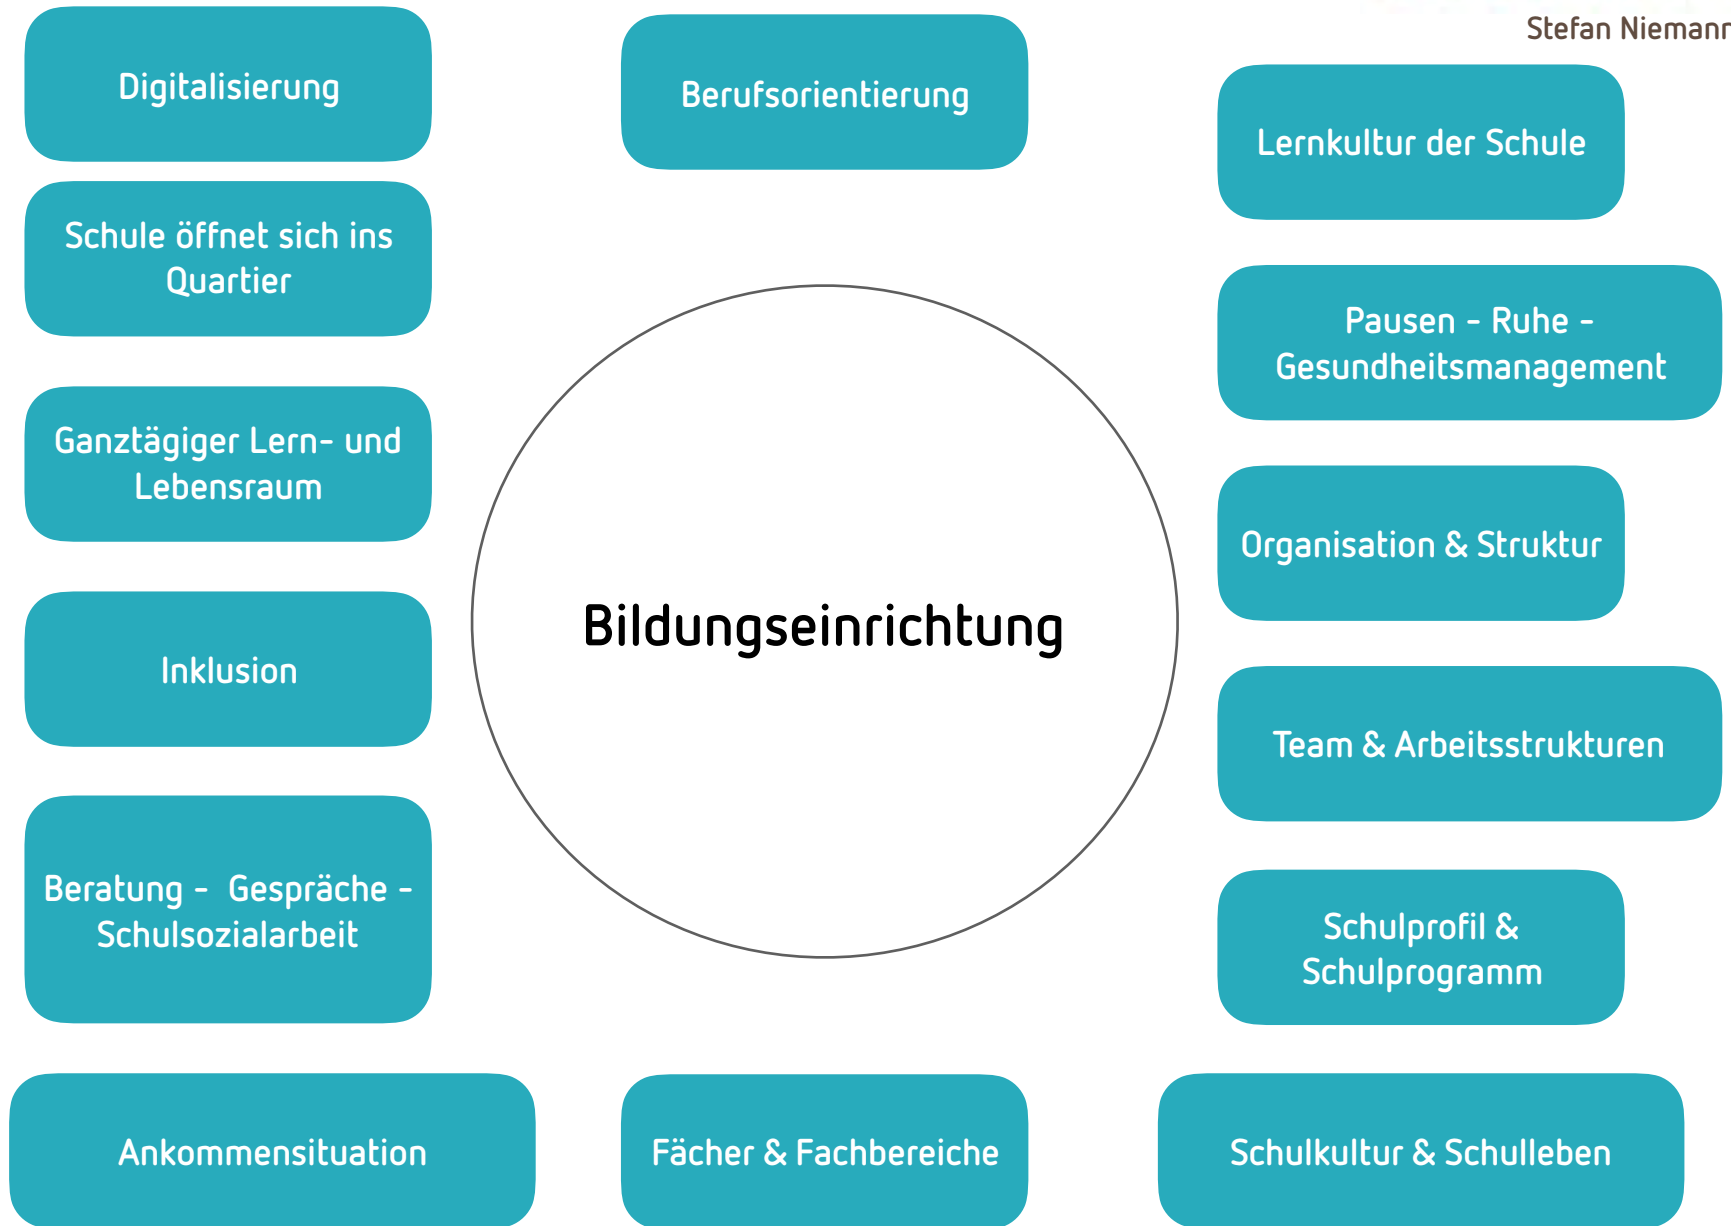 Stefan Niemann
Digitalisierung
Berufsorientierung
Lernkultur der Schule
Schule öffnet sich ins
Quartier
Pausen - Ruhe -
Gesundheitsmanagement
Ganztägiger Lern- und
Lebensraum
Organisation & Struktur
Bildungseinrichtung
Inklusion
Team & Arbeitsstrukturen
Beratung - Gespräche -
Schulsozialarbeit
Schulprofil &
Schulprogramm
Ankommensituation
Fächer & Fachbereiche
Schulkultur & Schulleben